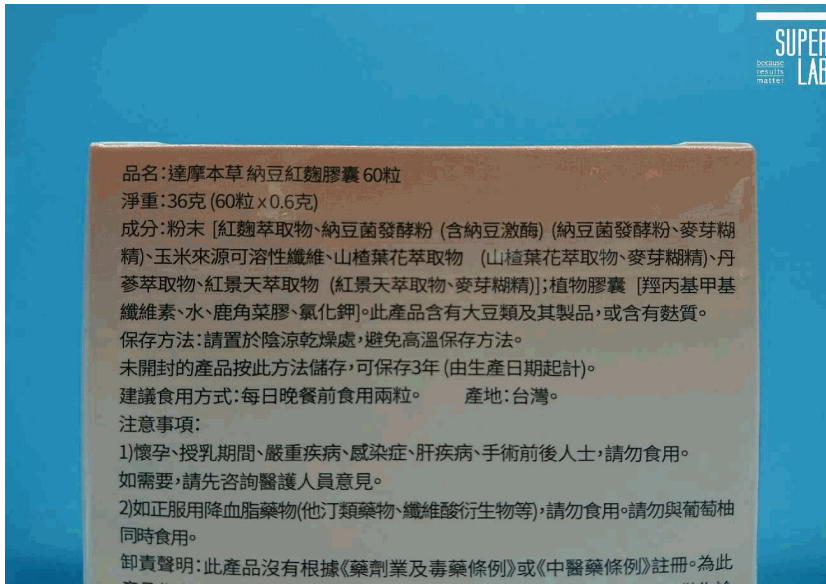 SUPER
LAB
because
results
matter
品名:達摩本草 納豆紅麴膠囊 60粒
淨重:36克 (60粒 x 0.6克)
成分:粉末 [紅麴萃取物、納豆菌發酵粉 (含納豆激酶) (納豆菌發酵粉、麥芽糊
精)、玉米來源可溶性纖維、山楂葉花萃取物 (山楂葉花萃取物、麥芽糊精)、丹
蔘萃取物、紅景天萃取物 (紅景天萃取物、麥芽糊精)];植物膠囊 [羥丙基甲基
纖維素、水、鹿角菜膠、氯化鉀]。此產品含有大豆類及其製品,或含有麩質。
保存方法:請置於陰涼乾燥處,避免高溫保存方法。
未開封的產品按此方法儲存,可保存3年 (由生產日期起計)。
建議食用方式:每日晚餐前食用兩粒。 產地:台灣。
注意事項:
1)懷孕、授乳期間、嚴重疾病、感染症、肝疾病、手術前後人士,請勿食用。
如需要,請先咨詢醫護人員意見。
2)如正服用降血脂藥物(他汀類藥物、纖維酸衍生物等),請勿食用。請勿與葡萄柚
同時食用。
卸責聲明:此產品沒有根據《藥劑業及毒藥條例》或《中醫藥條例》註冊。為此